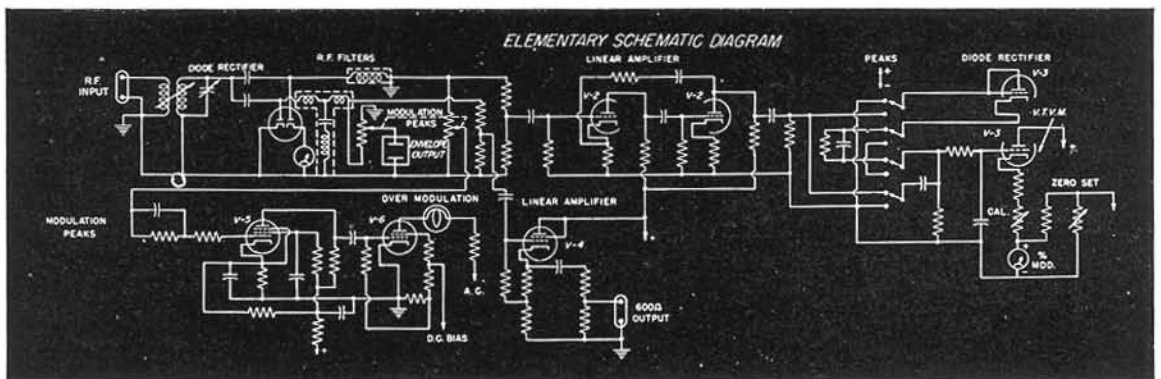 ELEMENTARY SCHEMATIC DIAGRAM
R.F. INPUT
DIODE RECTIFIER
R.F. FILTERS
MODULATION PEAKS
ENVELOPE OUTPUT
LINEAR AMPLIFIER
V-2
V-2
PEAKS
+
-
DIODE RECTIFIER
V-3
V.T.V.M.
V-3
+
ZERO SET
CAL.
+
% MOD.
-
MODULATION PEAKS
V-5
V-6
OVER MODULATION
A.C.
D.C. BIAS
+
LINEAR AMPLIFIER
V-4
+
600Ω OUTPUT